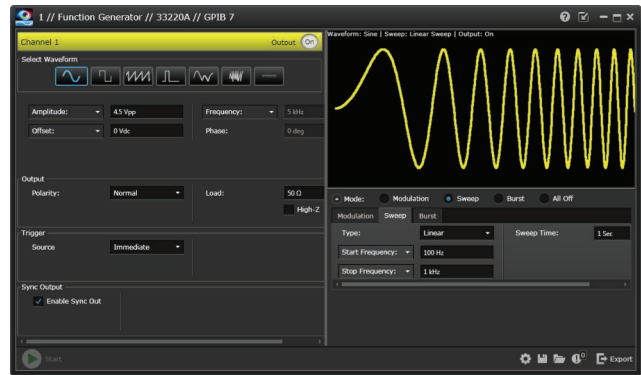 1 // Function Generator // 33220A // GPIB 7
Channel 1
Output On
Select Waveform
Amplitude: 4.5 Vpp
Frequency: 5 kHz
Offset: 0 Vdc
Phase: 0 deg
Output
Polarity: Normal
Load: 50 Ω
High-Z
Trigger
Source Immediate
Sync Output
Enable Sync Out
Start
Waveform: Sine | Sweep: Linear Sweep | Output: On
Mode: Modulation Sweep Burst All Off
Modulation Sweep Burst
Type: Linear
Sweep Time: 1 Sec
Start Frequency: 100 Hz
Stop Frequency: 1 kHz
0
Export